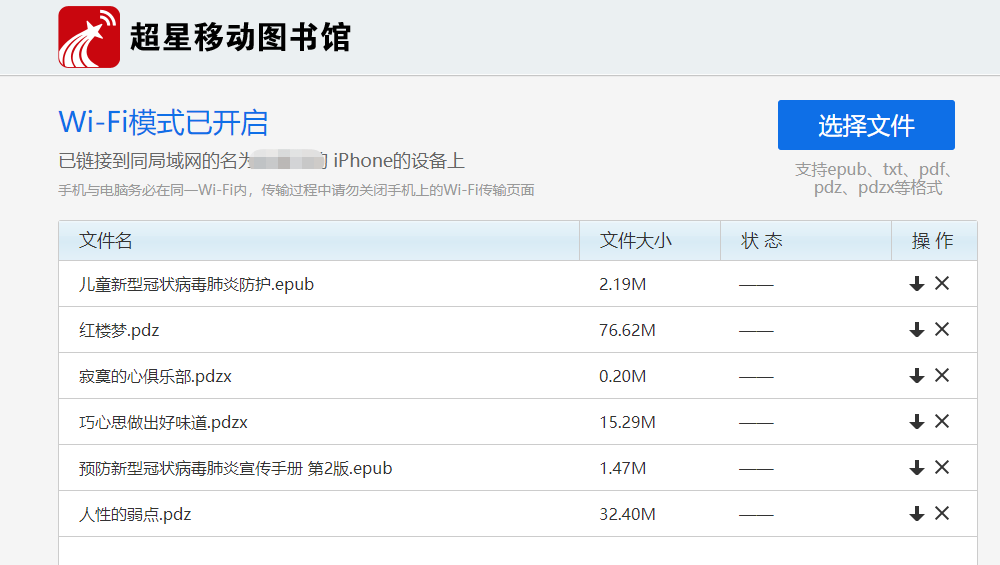 超星移动图书馆
Wi-Fi模式已开启
选择文件
已链接到同局域网的名为 iPhone的设备上
支持epub、txt、pdf、
pdz、pdzx等格式
手机与电脑务必在同一Wi-Fi内，传输过程中请勿关闭手机上的Wi-Fi传输页面
文件名 文件大小 状 态 操 作
儿童新型冠状病毒肺炎防护.epub 2.19M ——
红楼梦.pdz 76.62M ——
寂寞的心俱乐部.pdzx 0.20M ——
巧心思做出好味道.pdzx 15.29M ——
预防新型冠状病毒肺炎宣传手册 第2版.epub 1.47M ——
人性的弱点.pdz 32.40M ——